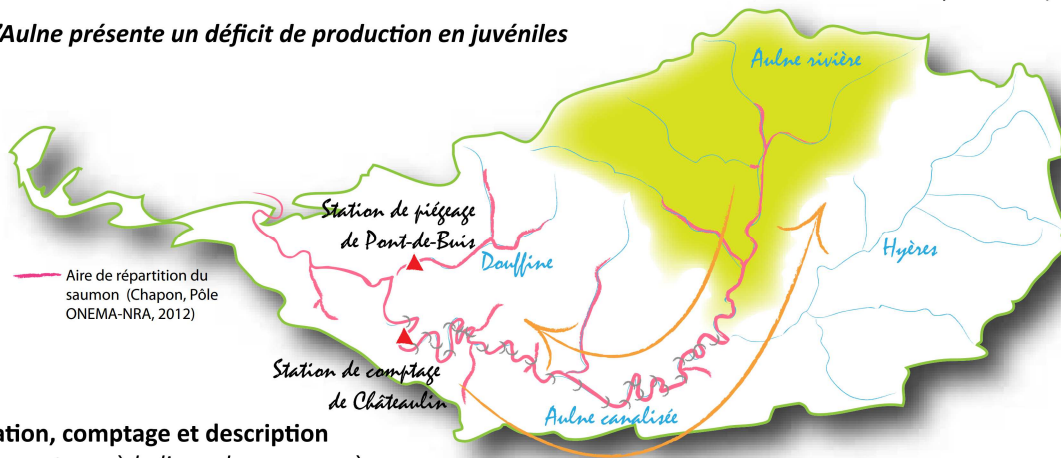 'Aulne présente un déficit de production en juvéniles
Aulne rivière
Station de piégeage
de Pont-de-Buis
Douffine
Hyères
Aire de répartition du
saumon (Chapon, Pôle
ONEMA-NRA, 2012)
Station de comptage
de Châteaulin
Aulne canalisée
ation, comptage et description